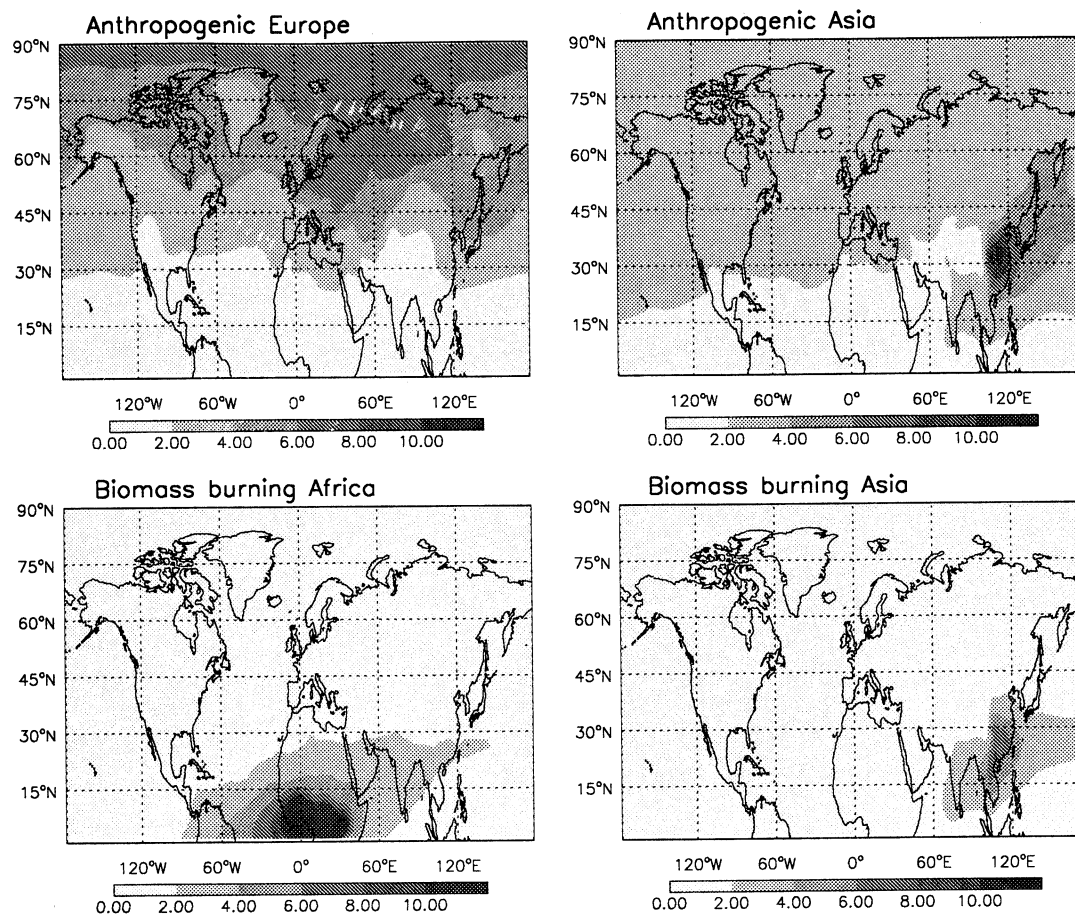 Anthropogenic Europe
90°N
75°N
60°N
45°N
30°N
15°N
120°W 60°W 0° 60°E 120°E
0.00 2.00 4.00 6.00 8.00 10.00
Anthropogenic Asia
90°N
75°N
60°N
45°N
30°N
15°N
120°W 60°W 0° 60°E 120°E
0.00 2.00 4.00 6.00 8.00 10.00
Biomass burning Africa
90°N
75°N
60°N
45°N
30°N
15°N
120°W 60°W 0° 60°E 120°E
0.00 2.00 4.00 6.00 8.00 10.00
Biomass burning Asia
90°N
75°N
60°N
45°N
30°N
15°N
120°W 60°W 0° 60°E 120°E
0.00 2.00 4.00 6.00 8.00 10.00